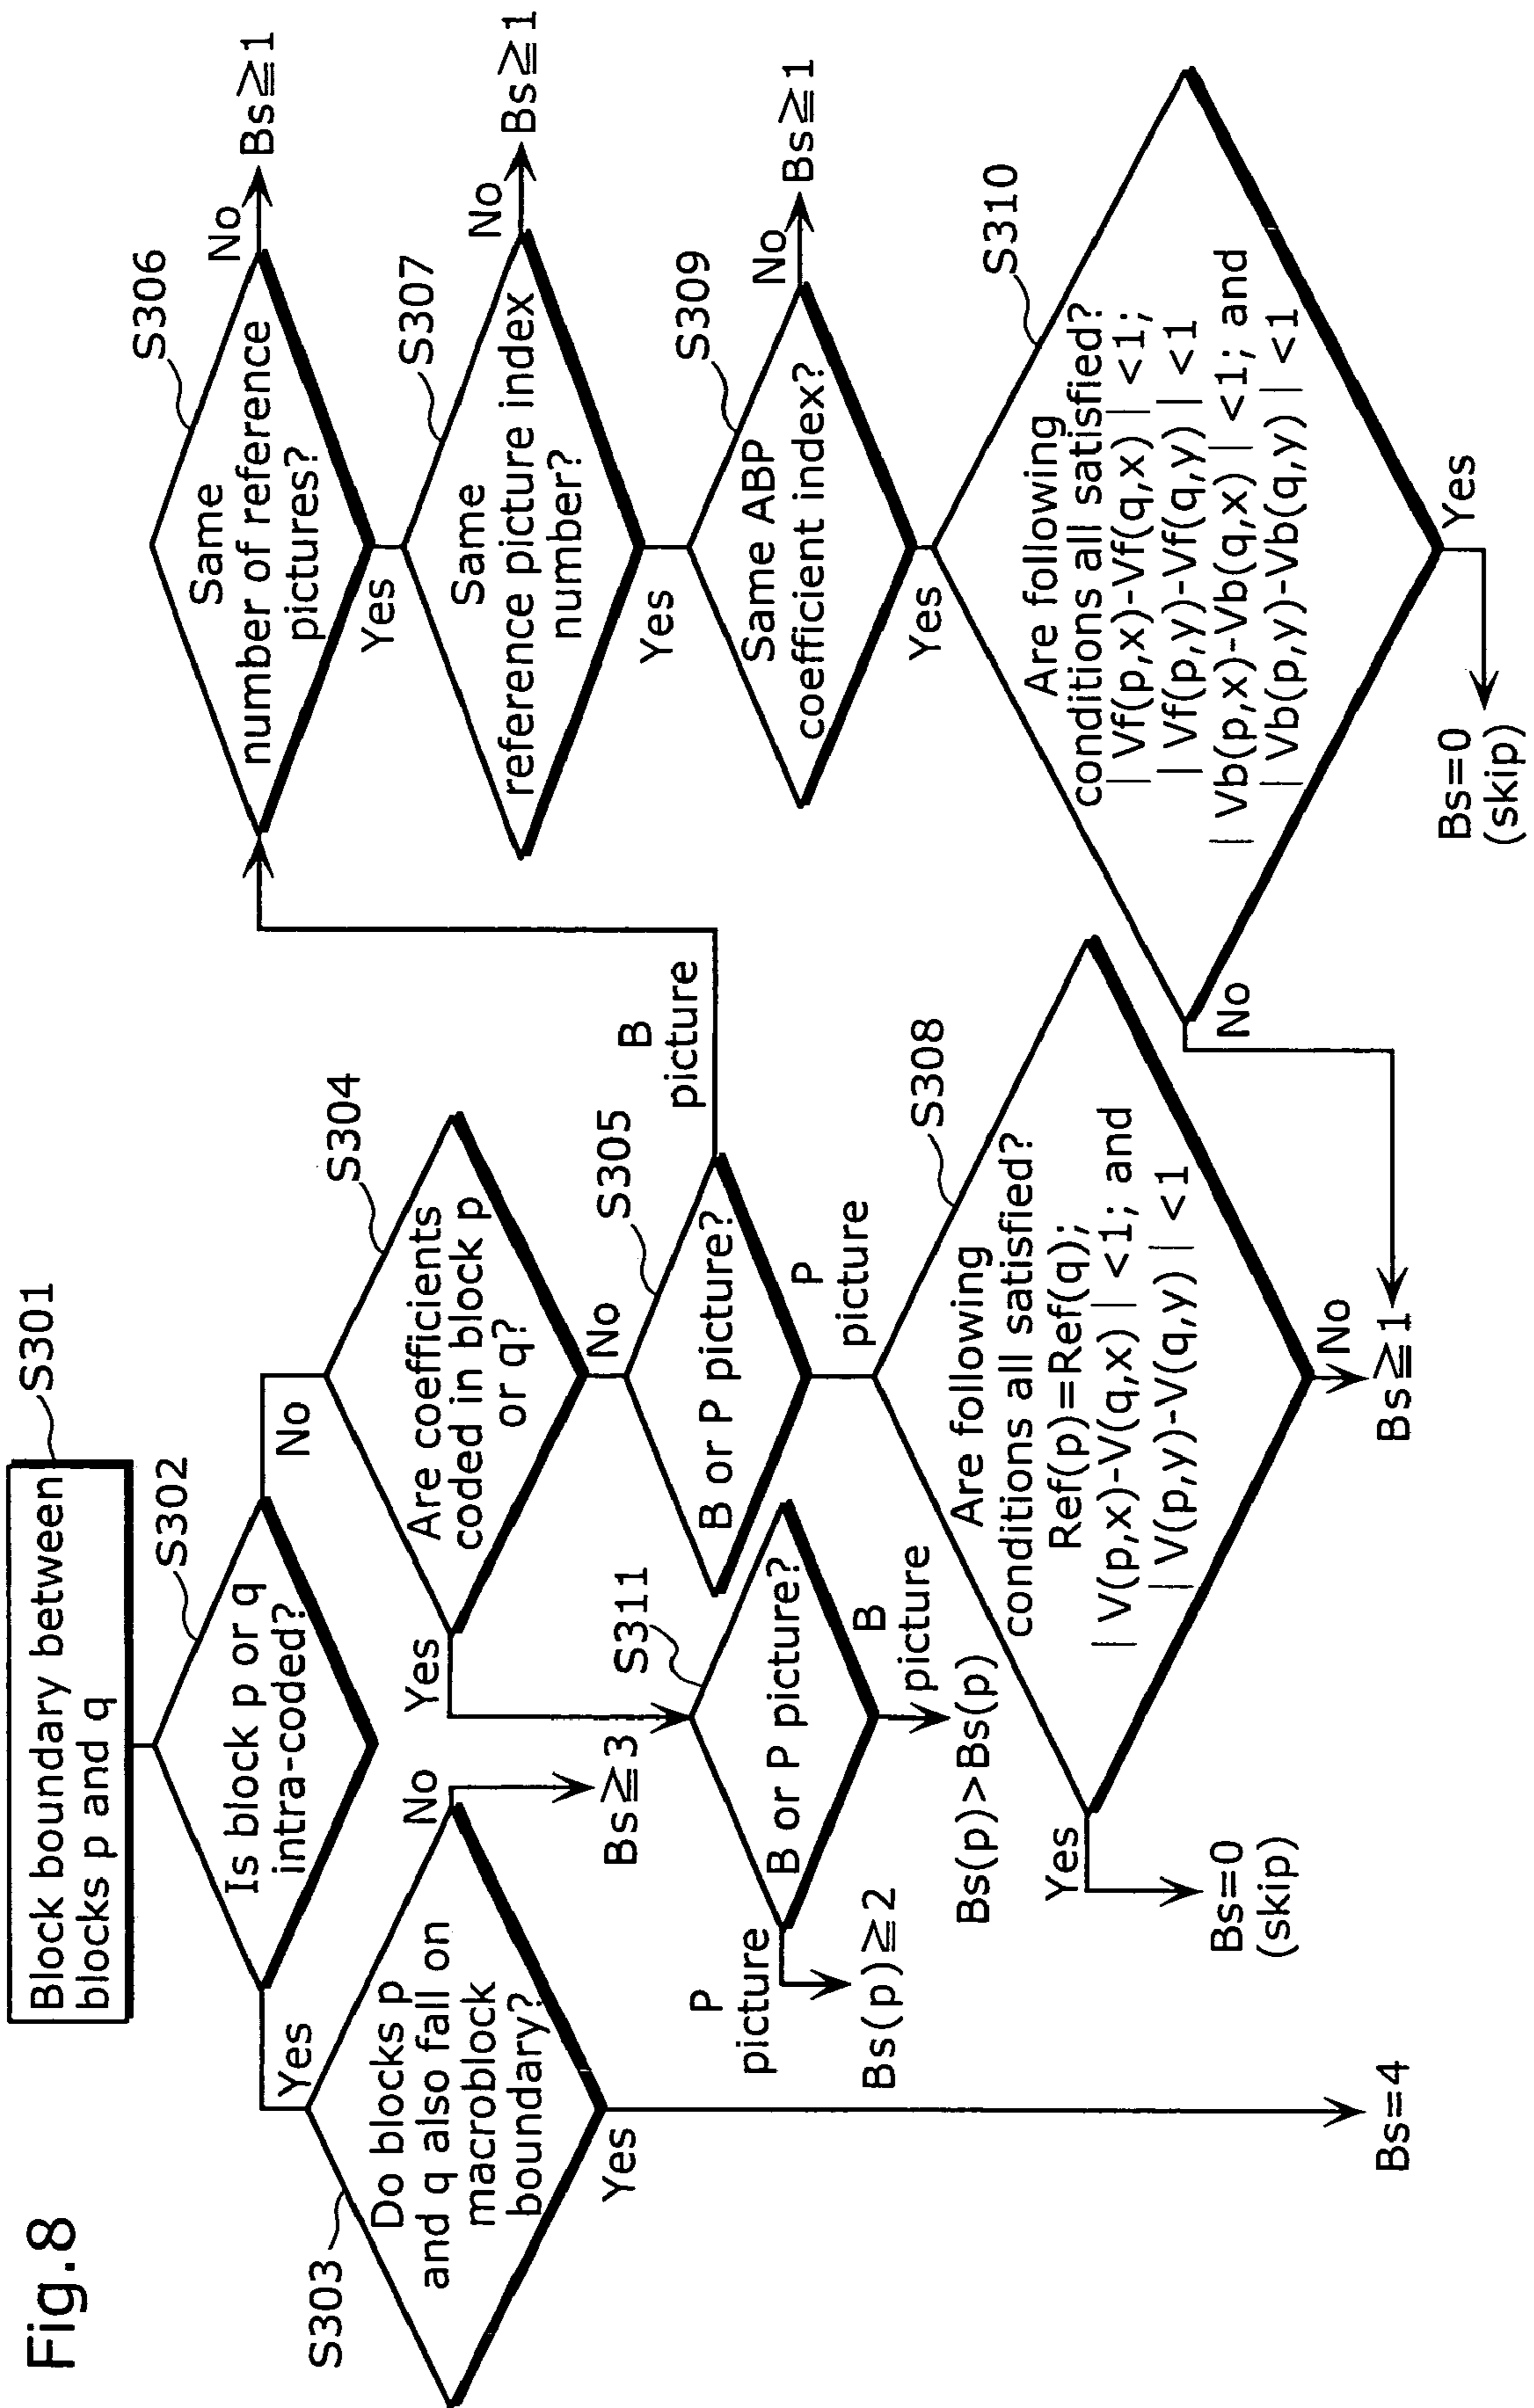 Fig.8
Block boundary between
blocks p and q
S301
Is block p or q
intra-coded?
S302
Yes
No
Do blocks p
and q also fall on
macroblock
boundary?
S303
No
Bs≧3
Yes
Bs=4
Are coefficients
coded in block p
or q?
S304
Yes
No
B or P picture?
S311
P
picture
Bs(p)≧2
B
picture
Bs(p)>Bs(p)
B or P picture?
S305
B
picture
P
picture
Are following
conditions all satisfied?
Ref(p)=Ref(q);
|V(p,x)-V(q,x)|<1; and
|V(p,y)-V(q,y)|<1
S308
Yes
Bs=0
(skip)
No
Bs≧1
Same
number of reference
pictures?
S306
No
Bs≧1
Yes
Same
reference picture index
number?
S307
No
Bs≧1
Yes
Same ABP
coefficient index?
S309
No
Bs≧1
Yes
Are following
conditions all satisfied?
|Vf(p,x)-Vf(q,x)|<1;
|Vf(p,y)-Vf(q,y)|<1
|Vb(p,x)-Vb(q,x)|<1; and
|Vb(p,y)-Vb(q,y)|<1
S310
No
Yes
Bs=0
(skip)